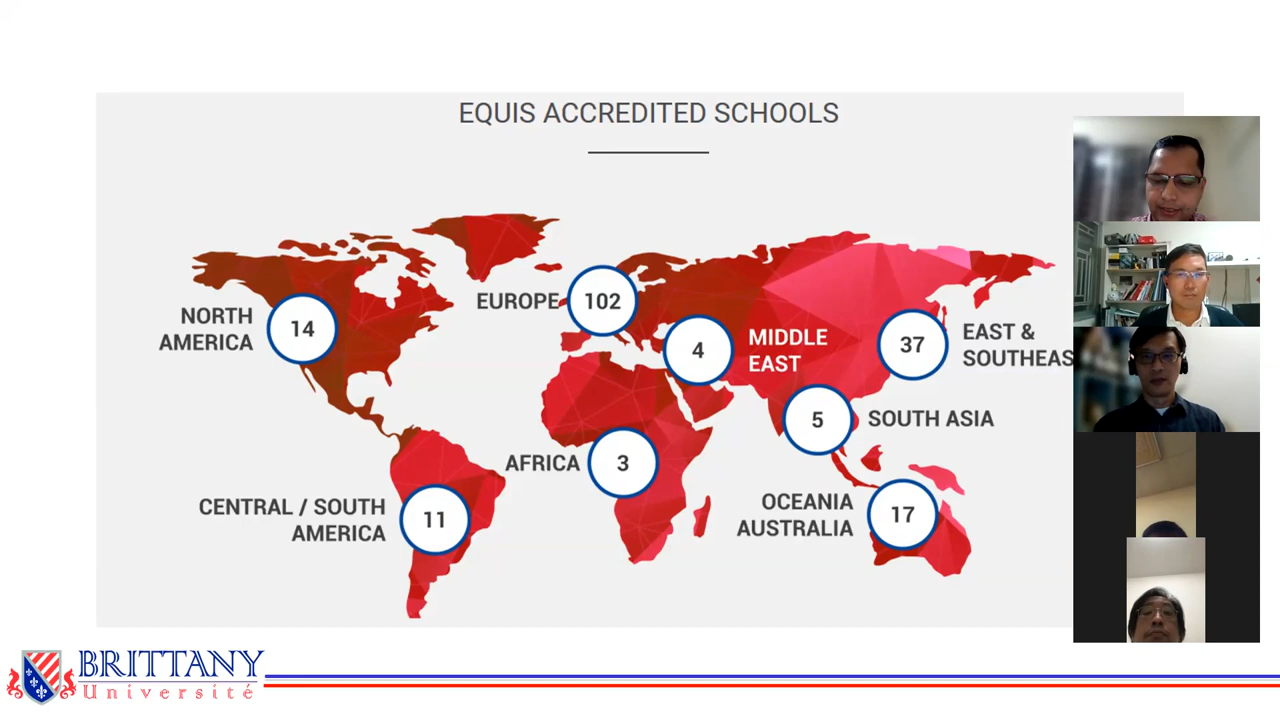 EQUIS ACCREDITED SCHOOLS
NORTH
AMERICA
14
EUROPE
102
4
MIDDLE
EAST
37
EAST &
SOUTHEAS
5
SOUTH ASIA
AFRICA
3
CENTRAL / SOUTH
AMERICA
11
OCEANIA
AUSTRALIA
17
BRITTANY
Université